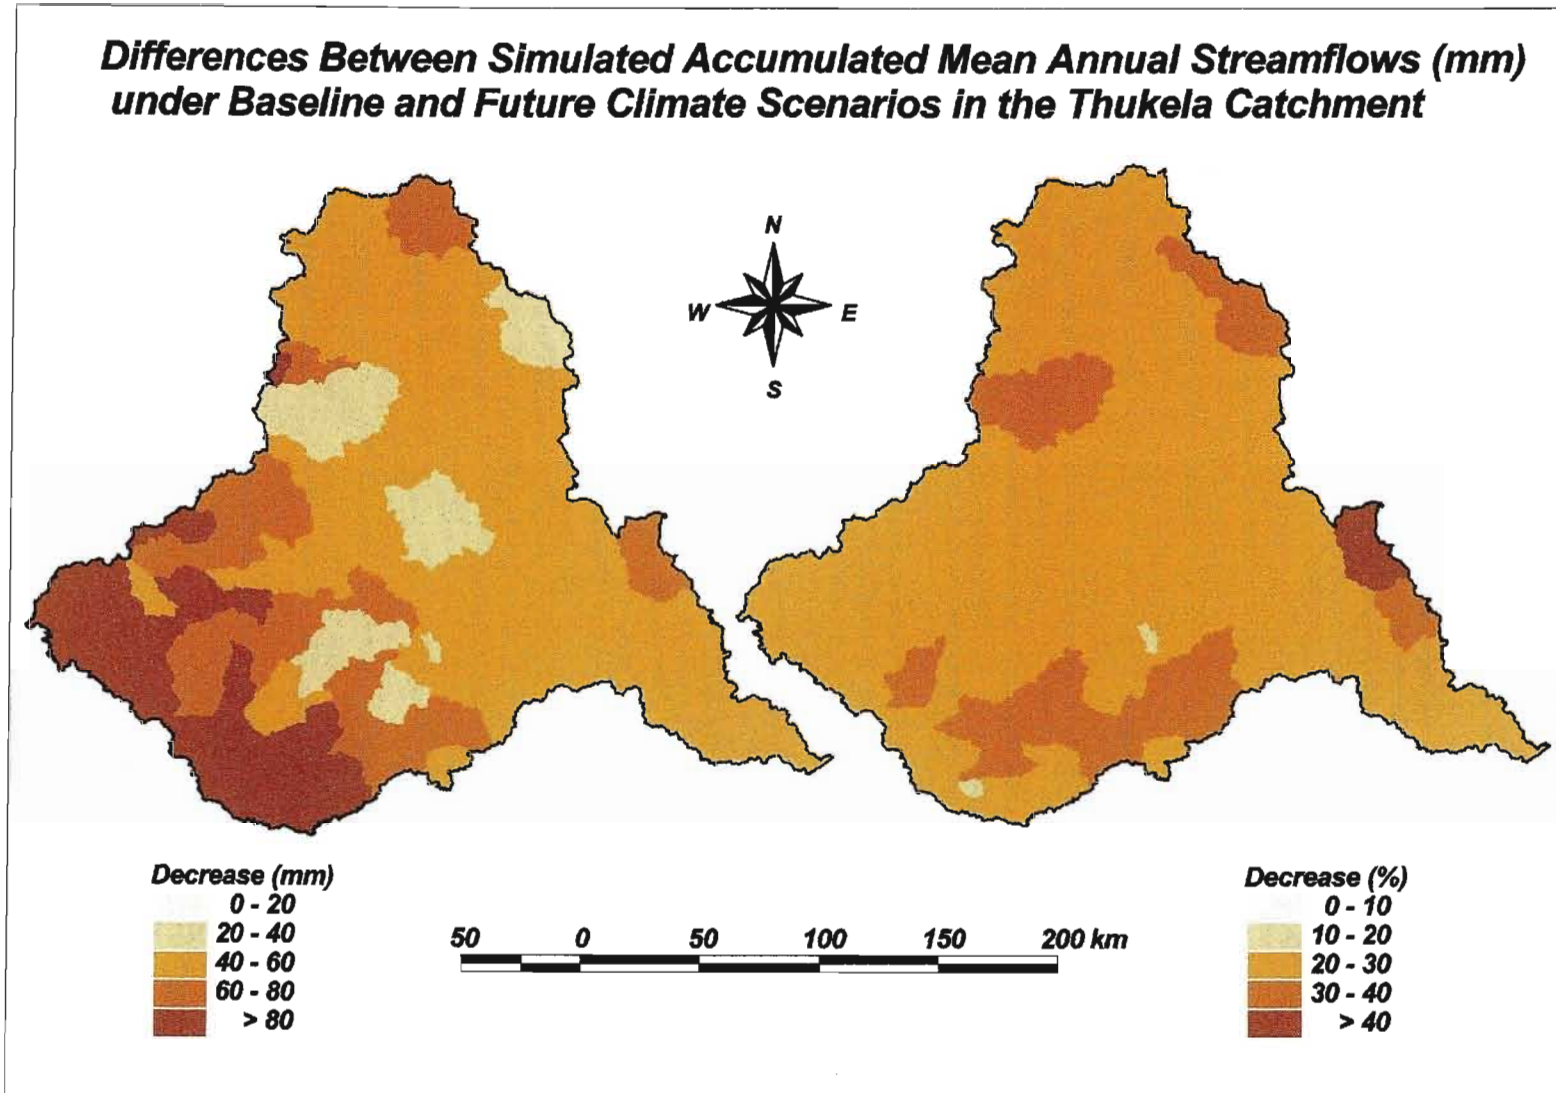 Differences Between Simulated Accumulated Mean Annual Streamflows (mm)
under Baseline and Future Climate Scenarios in the Thukela Catchment
N
W
E
S
Decrease (mm)
0 - 20
20 - 40
40 - 60
60 - 80
> 80
50 0 50 100 150 200 km
Decrease (%)
0 - 10
10 - 20
20 - 30
30 - 40
> 40